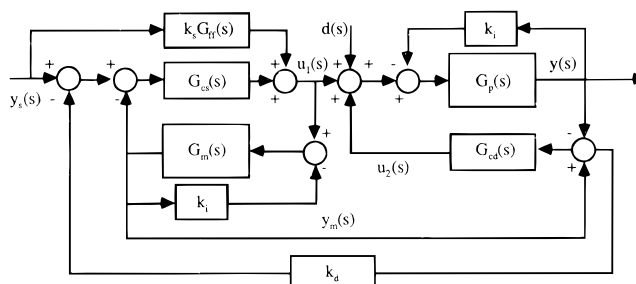 k_s G_ff(s)
d(s)
k_i
+ + - + + + u_1(s) + + - y(s)
G_cs(s)
G_p(s)
y_s(s) - - + + + +
G_m(s)
+ -
u_2(s)
G_cd(s)
- +
k_i
y_m(s)
k_d